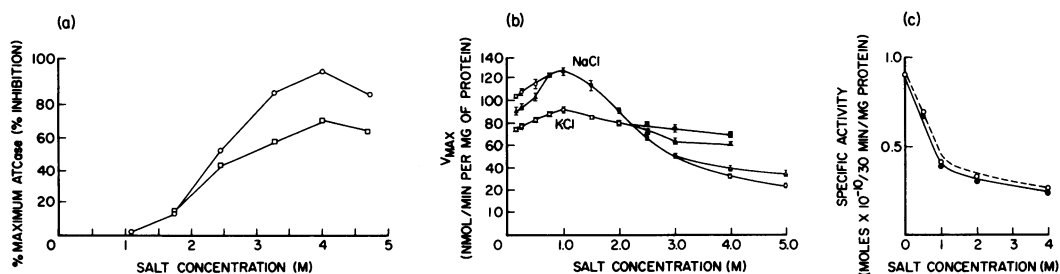 (a)
% MAXIMUM ATCase (% INHIBITION)
100
80
60
40
20
0
1
2
3
4
5
SALT CONCENTRATION (M)
(b)
V MAX
(NMOL/MIN PER MG OF PROTEIN)
140
120
100
80
60
40
20
10
0
1.0
2.0
3.0
4.0
5.0
NaCl
KCl
SALT CONCENTRATION (M)
(c)
SPECIFIC ACTIVITY
(EMOLES X 10⁻¹⁰/30 MIN/MG PROTEIN)
1.0
0.5
0
1
2
3
4
SALT CONCENTRATION (M)